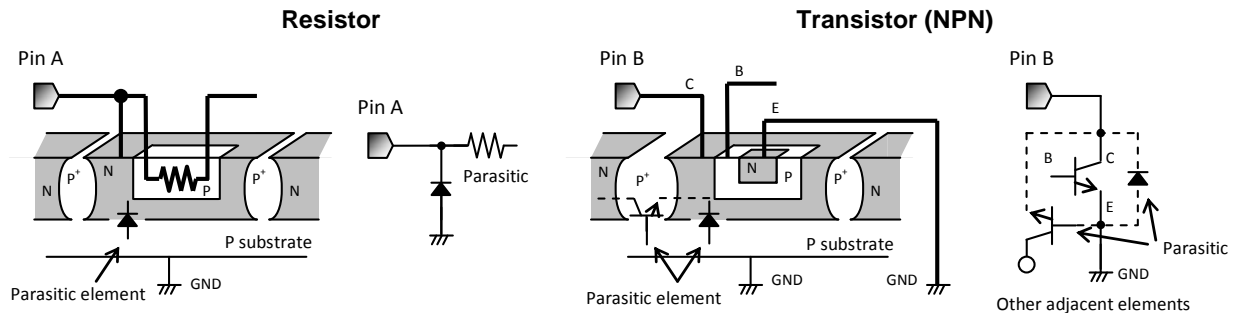 Resistor
Transistor (NPN)
Pin A
Pin A
Parasitic
N
P+
N
P
P+
N
P substrate
GND
Parasitic element
Pin B
C
B
E
N
P+
N
P
P+
N
P substrate
GND
Parasitic element
Pin B
B
C
E
Parasitic
GND
Other adjacent elements